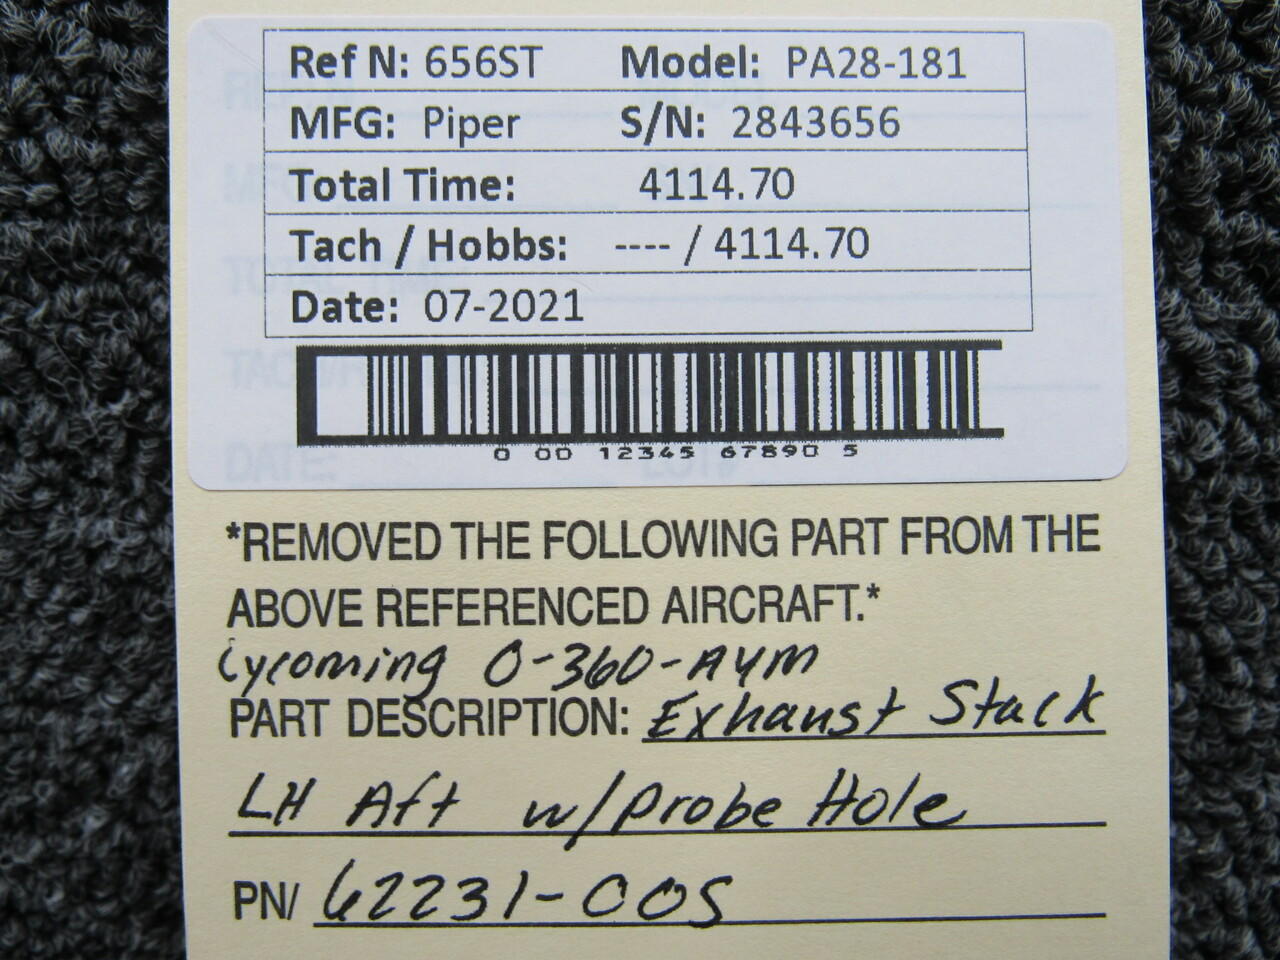 Ref N: 656ST Model: PA28-181
MFG: Piper S/N: 2843656
Total Time: 4114.70
Tach / Hobbs: ---- / 4114.70
Date: 07-2021
0 00 12345 67890 5
*REMOVED THE FOLLOWING PART FROM THE
ABOVE REFERENCED AIRCRAFT.*
Lycoming O-360-A4M
PART DESCRIPTION: Exhaust Stack
LH Aft w/probe Hole
PN/ 62231-005